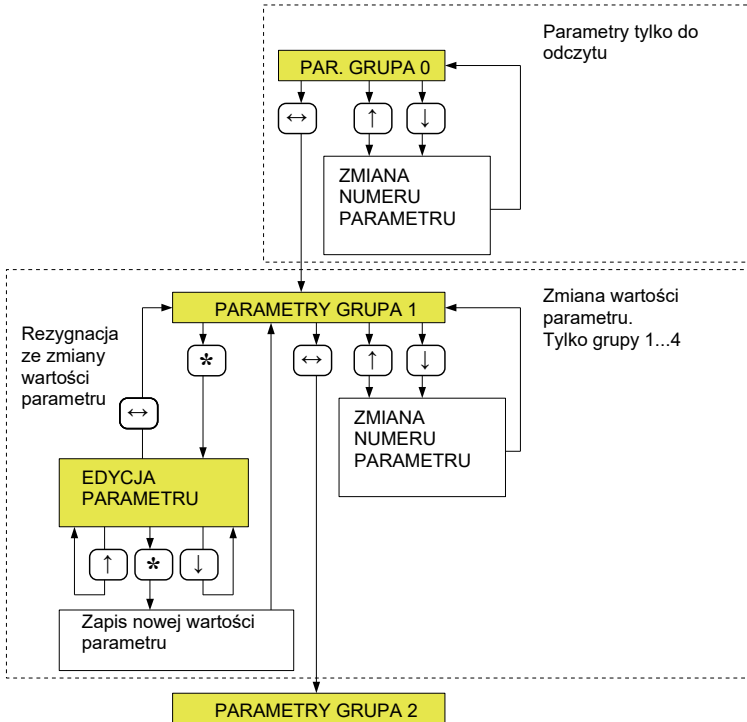 Parametry tylko do
odczytu
PAR. GRUPA 0
↔
↑
↓
ZMIANA
NUMERU
PARAMETRU
PARAMETRY GRUPA 1
Zmiana wartości
parametru.
Tylko grupy 1...4
Rezygnacja
ze zmiany
wartości
parametru
*
↔
↑
↓
↔
ZMIANA
NUMERU
PARAMETRU
EDYCJA
PARAMETRU
↑
*
↓
Zapis nowej wartości
parametru
PARAMETRY GRUPA 2